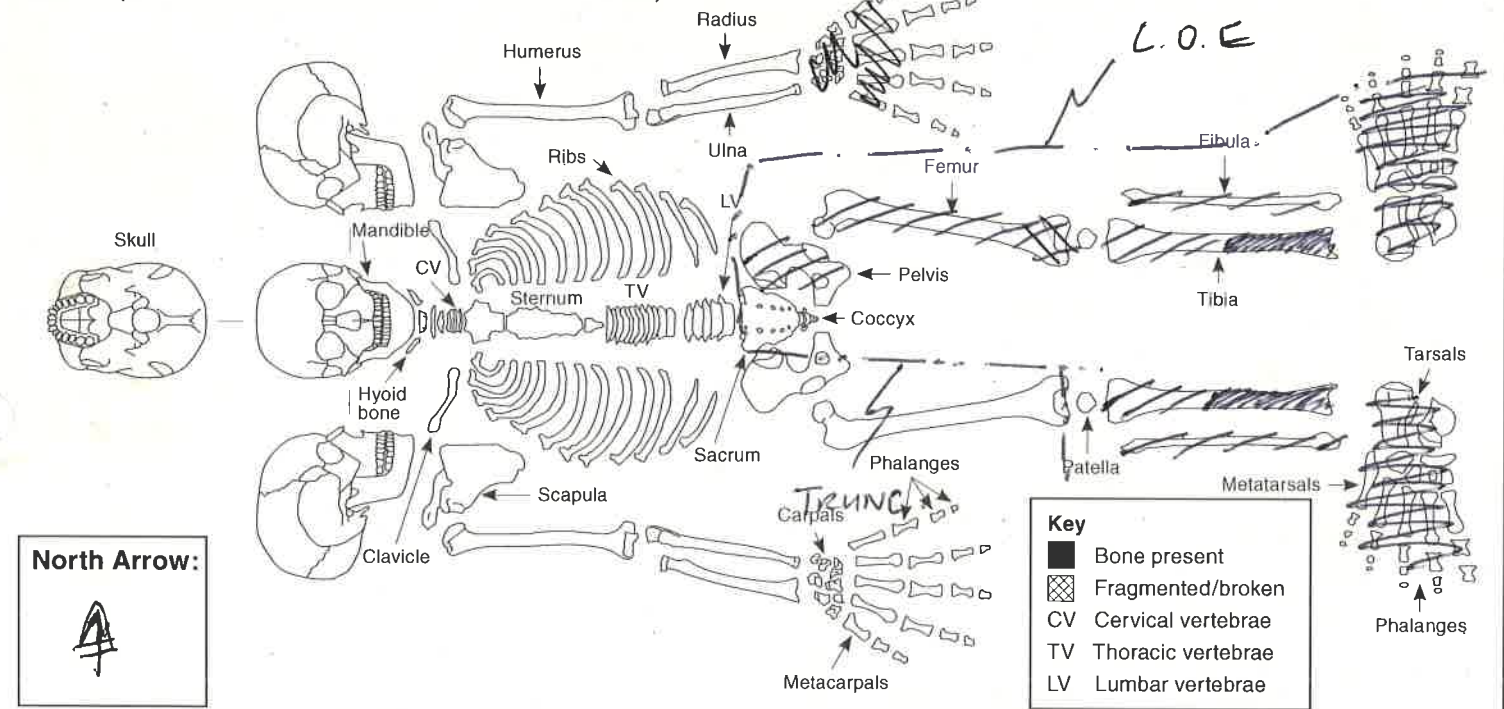 Radius
Humerus
L.O.E
Ribs
Ulna
Fibula
Femur
LV
Mandible
Skull
CV
Pelvis
Sternum
TV
Tibia
Coccyx
Tarsals
Hyoid
bone
Sacrum
Phalanges
Patella
Metatarsals
Scapula
TRUNC
Carpals
Clavicle
North Arrow:
Key
Bone present
Fragmented/broken
CV Cervical vertebrae
TV Thoracic vertebrae
LV Lumbar vertebrae
Phalanges
Metacarpals